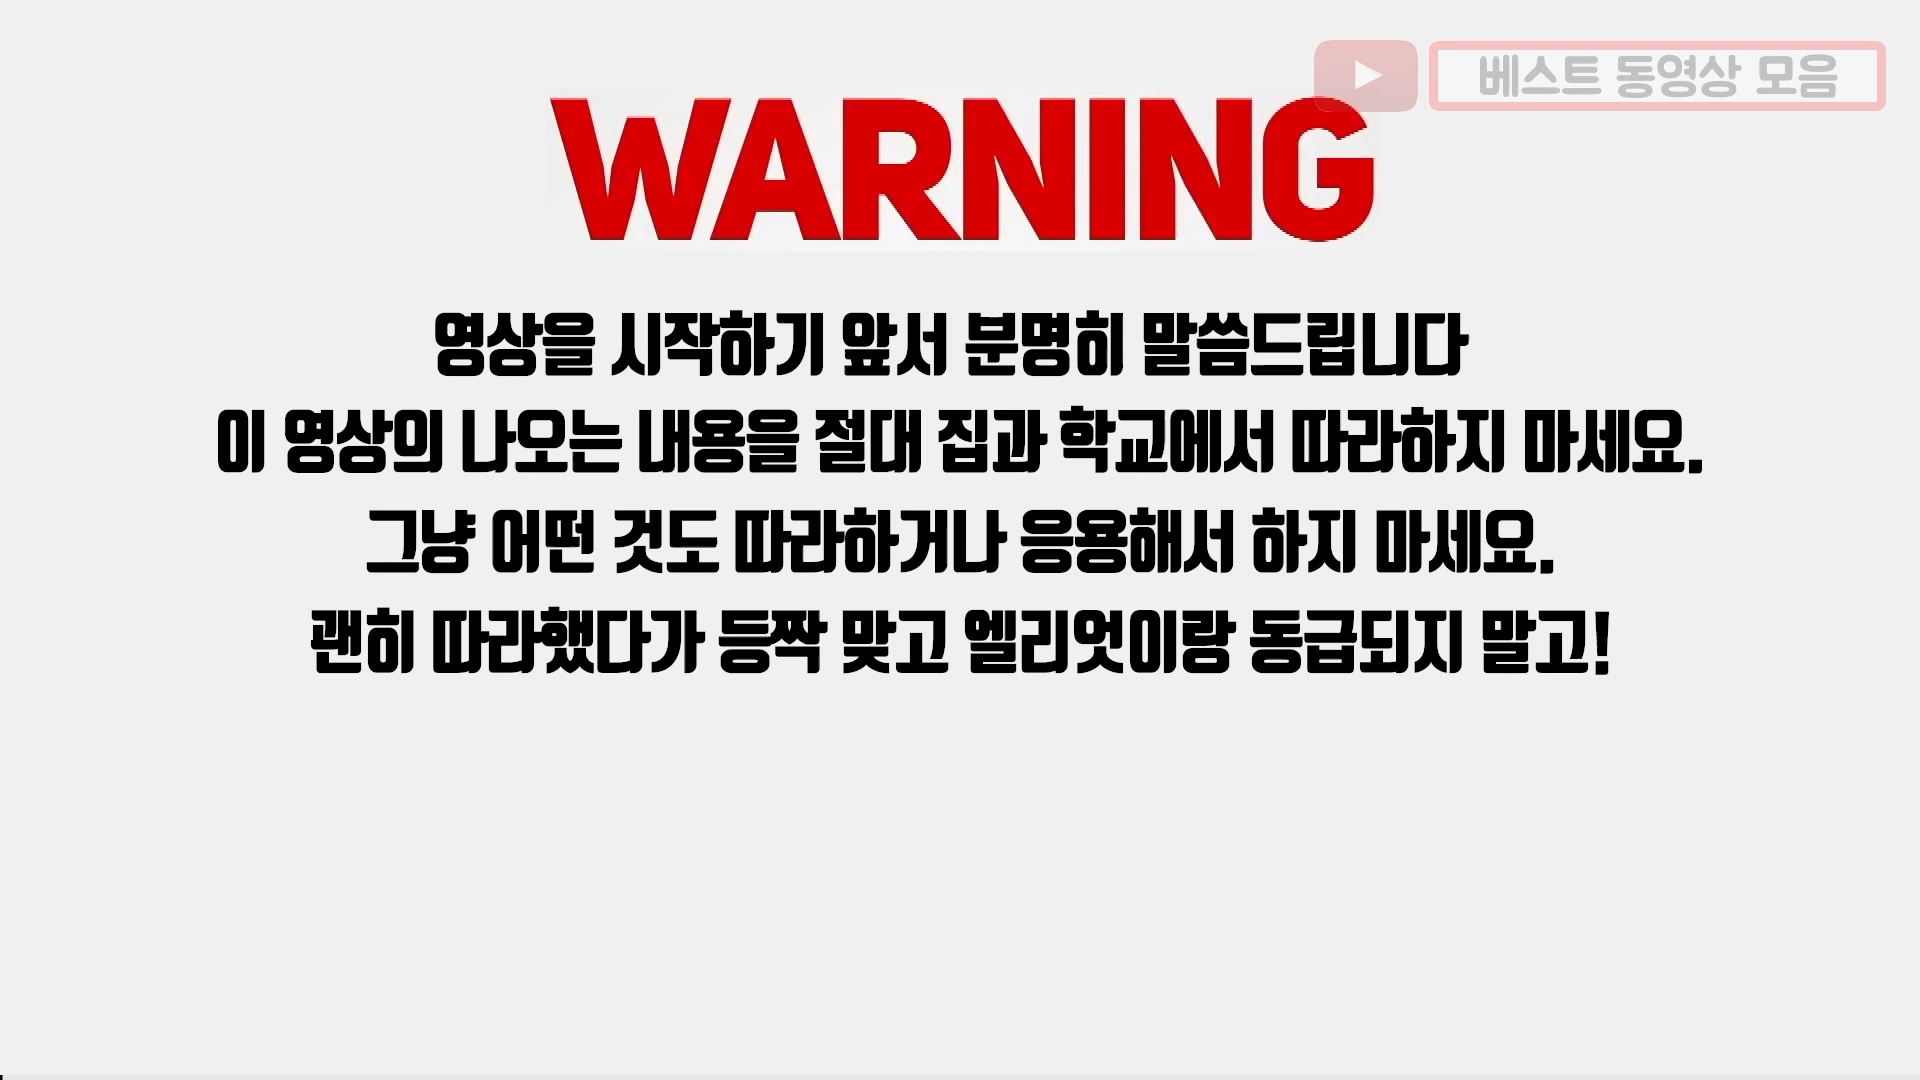 베스트 동영상 모음
WARNING
영상을 시작하기 앞서 분명히 말씀드립니다
이 영상의 나오는 내용을 절대 집과 학교에서 따라하지 마세요.
그냥 어떤 것도 따라하거나 응용해서 하지 마세요.
괜히 따라했다가 등짝 맞고 엘리엇이랑 동급되지 말고!